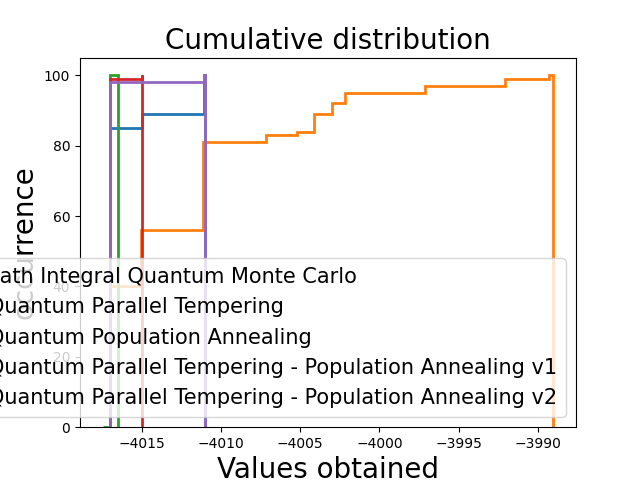 Cumulative distribution
100
80
60
40
20
0
ath Integral Quantum Monte Carlo
Quantum Parallel Tempering
Quantum Population Annealing
Quantum Parallel Tempering - Population Annealing v1
Quantum Parallel Tempering - Population Annealing v2
−4015 −4010 −4005 −4000 −3995 −3990
Values obtained